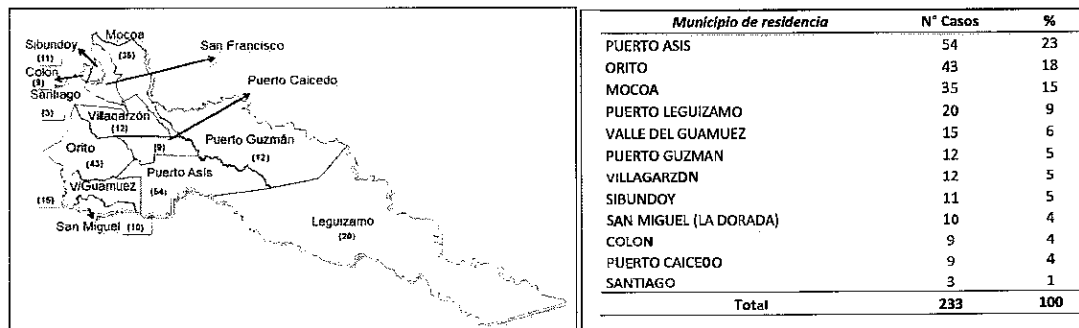 Mocoa
(35)
Sibundoy
(11)
San Francisco
Colon
(9)
Puerto Caicedo
Santiago
(3)
Villagarzón
(12)
Orito
(43)
(9)
Puerto Guzmán
(12)
Puerto Asís
(54)
V/Guamuez
(15)
San Miguel (10)
Leguizamo
(20)
Municipio de residencia N° Casos %
PUERTO ASIS 54 23
ORITO 43 18
MOCOA 35 15
PUERTO LEGUIZAMO 20 9
VALLE DEL GUAMUEZ 15 6
PUERTO GUZMAN 12 5
VILLAGARZDN 12 5
SIBUNDOY 11 5
SAN MIGUEL (LA DORADA) 10 4
COLON 9 4
PUERTO CAICEDO 9 4
SANTIAGO 3 1
Total 233 100